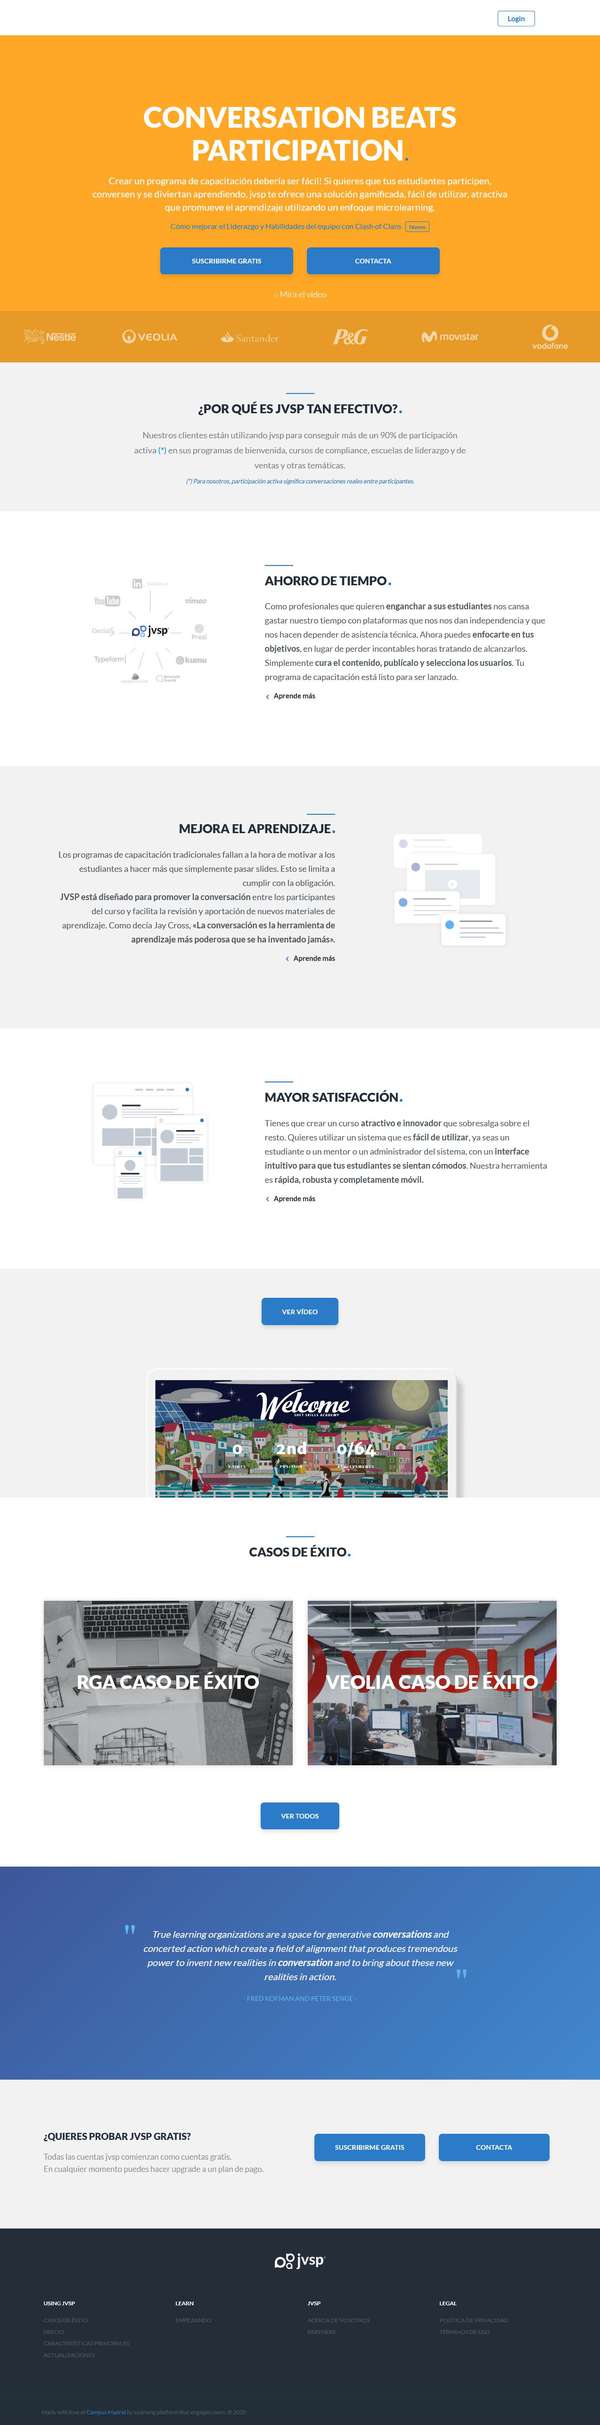 Login
CONVERSATION BEATS
PARTICIPATION.
Crear un programa de capacitación debería ser fácil! Si quieres que tus estudiantes participen,
conversen y se diviertan aprendiendo, jvsp te ofrece una solución gamificada, fácil de utilizar, atractiva
que promueve el aprendizaje utilizando un enfoque microlearning.
Cómo mejorar el Liderazgo y Habilidades del equipo con Clash of Clans Nuevo
SUSCRIBIRME GRATIS CONTACTA
Mira el vídeo
Nestlé VEOLIA Santander P&G movistar vodafone
¿POR QUÉ ES JVSP TAN EFECTIVO?.
Nuestros clientes están utilizando jvsp para conseguir más de un 90% de participación
activa (*) en sus programas de bienvenida, cursos de compliance, escuelas de liderazgo y de
ventas y otras temáticas.
(*) Para nosotros, participación activa significa conversaciones reales entre participantes.
in
YouTube vimeo
Genially jvsp Prezi
Typeform kuamu
AHORRO DE TIEMPO.
Como profesionales que quieren enganchar a sus estudiantes nos cansa
gastar nuestro tiempo con plataformas que nos nos dan independencia y que
nos hacen depender de asistencia técnica. Ahora puedes enfocarte en tus
objetivos, en lugar de perder incontables horas tratando de alcanzarlos.
Simplemente cura el contenido, publícalo y selecciona los usuarios. Tu
programa de capacitación está listo para ser lanzado.
Aprende más
MEJORA EL APRENDIZAJE.
Los programas de capacitación tradicionales fallan a la hora de motivar a los
estudiantes a hacer más que simplemente pasar slides. Esto se limita a
cumplir con la obligación.
JVSP está diseñado para promover la conversación entre los participantes
del curso y facilita la revisión y aportación de nuevos materiales de
aprendizaje. Como decía Jay Cross, «La conversación es la herramienta de
aprendizaje más poderosa que se ha inventado jamás».
Aprende más
MAYOR SATISFACCIÓN.
Tienes que crear un curso atractivo e innovador que sobresalga sobre el
resto. Quieres utilizar un sistema que es fácil de utilizar, ya seas un
estudiante o un mentor o un administrador del sistema, con un interface
intuitivo para que tus estudiantes se sientan cómodos. Nuestra herramienta
es rápida, robusta y completamente móvil.
Aprende más
VER VÍDEO
Welcome
SOFT SKILLS ACADEMY
0 2nd 0/64
CASOS DE ÉXITO.
RGA CASO DE ÉXITO
VEOLIA CASO DE ÉXITO
VER TODOS
" True learning organizations are a space for generative conversations and
concerted action which create a field of alignment that produces tremendous
power to invent new realities in conversation and to bring about these new
realities in action. "
FRED KOFMAN AND PETER SENGE -
¿QUIERES PROBAR JVSP GRATIS?
Todas las cuentas jvsp comienzan como cuentas gratis.
En cualquier momento puedes hacer upgrade a un plan de pago.
SUSCRIBIRME GRATIS CONTACTA
jvsp
USING JVSP
CASOS DE ÉXITO
PRECIO
CARACTERÍSTICAS PRINCIPALES
ACTUALIZACIONES
LEARN
EMPEZANDO
JVSP
ACERCA DE NOSOTROS
PARTNERS
LEGAL
POLÍTICA DE PRIVACIDAD
TÉRMINOS DE USO
Made with love at Campus Madrid to learning platform that engages users. © 2020